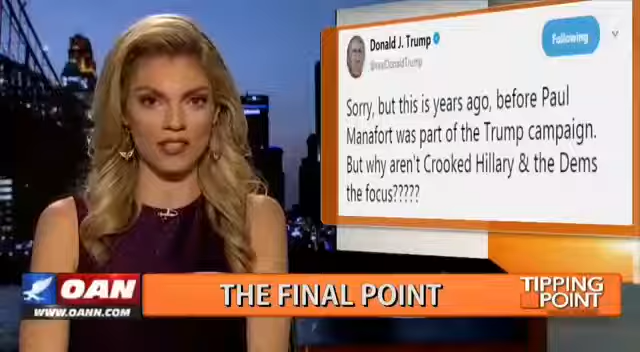 Donald J. Trump
@realDonaldTrump
Following
Sorry, but this is years ago, before Paul
Manafort was part of the Trump campaign.
But why aren't Crooked Hillary & the Dems
the focus?????
OAN
WWW.OANN.COM
THE FINAL POINT
TIPPING
POINT